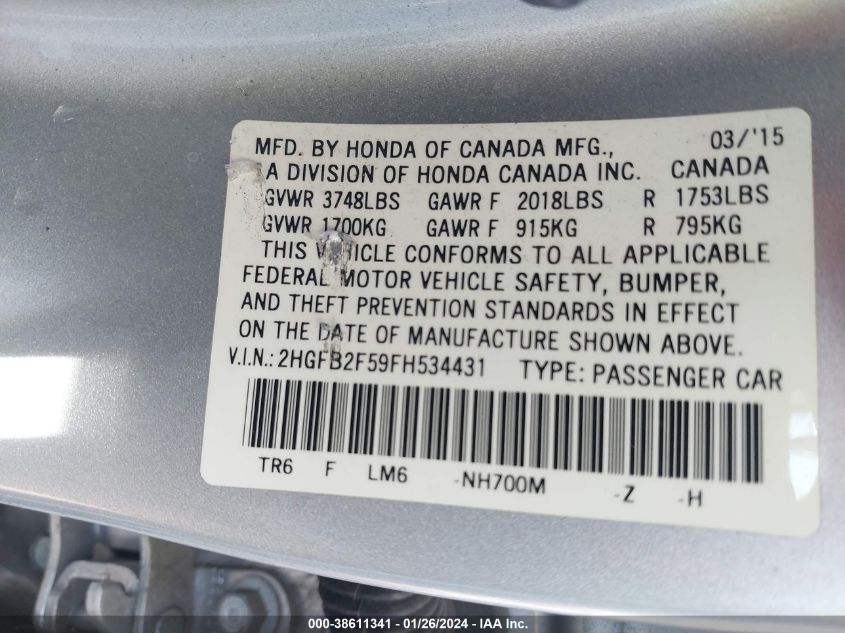 MFD. BY HONDA OF CANADA MFG., 03/'15
A DIVISION OF HONDA CANADA INC. CANADA
GVWR 3748LBS GAWR F 2018LBS R 1753LBS
GVWR 1700KG GAWR F 915KG R 795KG
THIS VEHICLE CONFORMS TO ALL APPLICABLE
FEDERAL MOTOR VEHICLE SAFETY, BUMPER,
AND THEFT PREVENTION STANDARDS IN EFFECT
ON THE DATE OF MANUFACTURE SHOWN ABOVE.
V.I.N.: 2HGFB2F59FH534431 TYPE: PASSENGER CAR
TR6 F LM6 -NH700M -Z -H
000-38611341 - 01/26/2024 - IAA Inc.